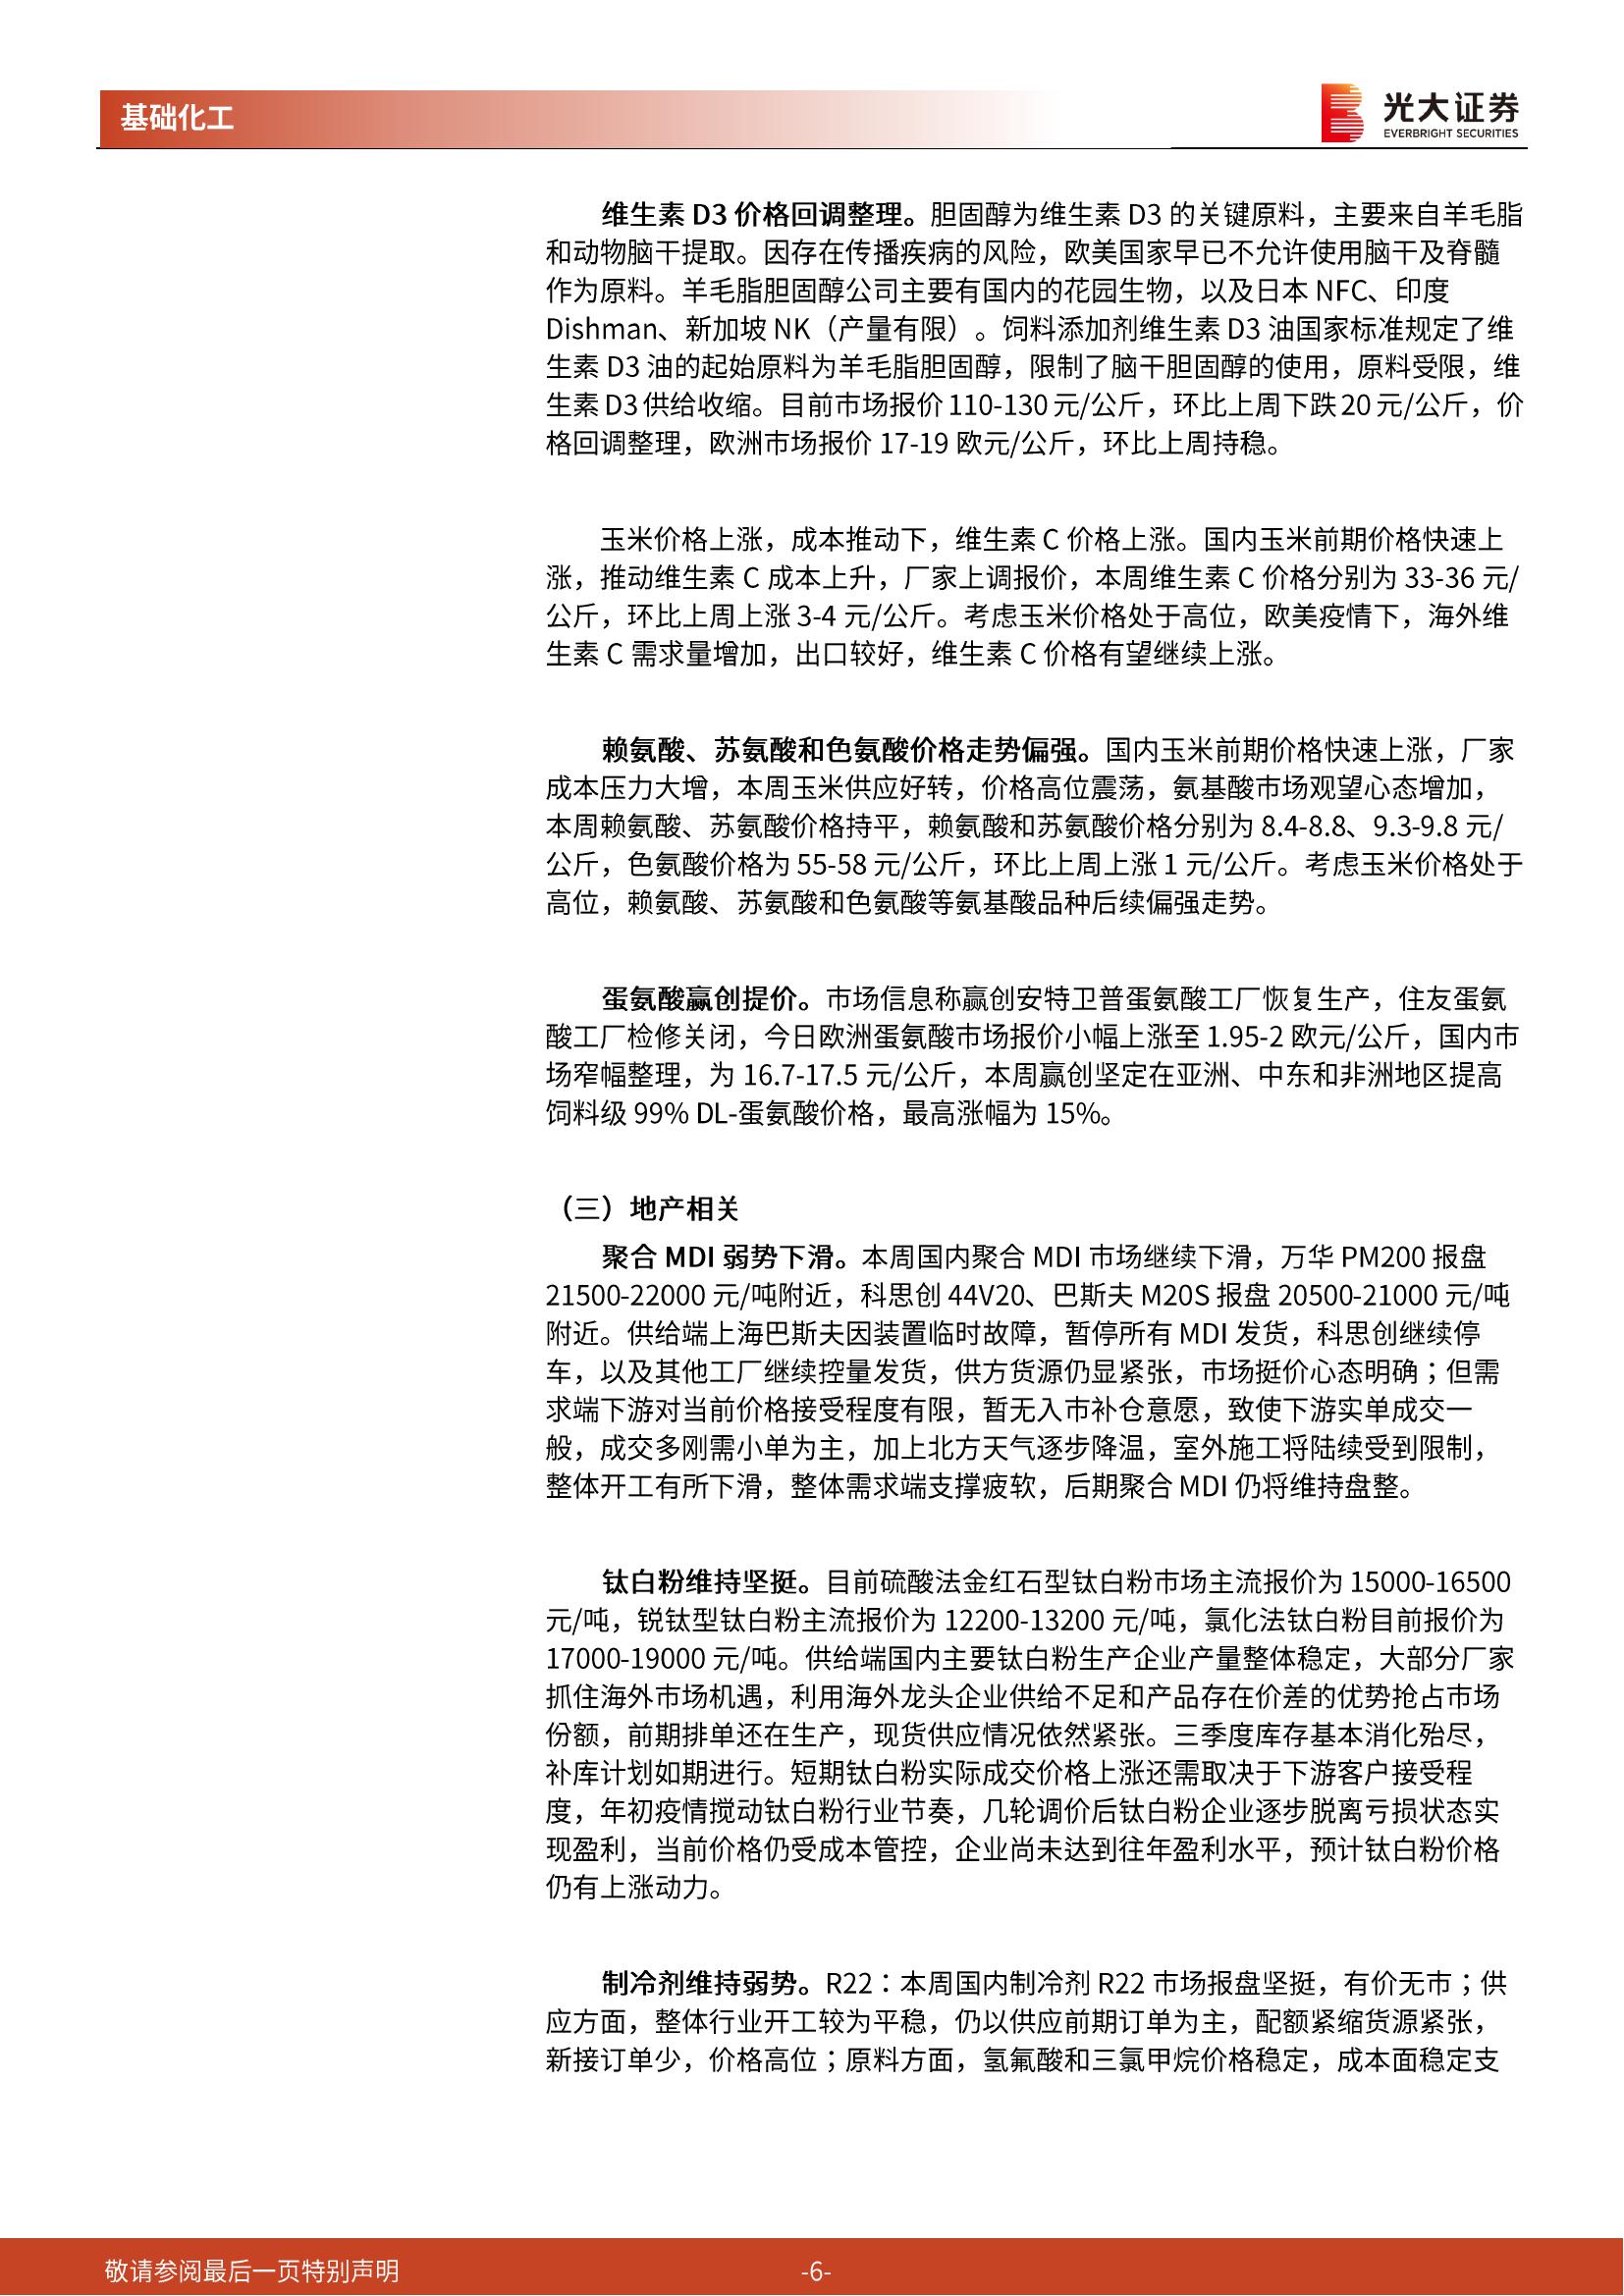 基础化工
光大证券
EVERBRIGHT SECURITIES
维生素 D3 价格回调整理。胆固醇为维生素 D3 的关键原料，主要来自羊毛脂
和动物脑干提取。因存在传播疾病的风险，欧美国家早已不允许使用脑干及脊髓
作为原料。羊毛脂胆固醇公司主要有国内的花园生物，以及日本 NFC、印度
Dishman、新加坡 NK（产量有限）。饲料添加剂维生素 D3 油国家标准规定了维
生素 D3 油的起始原料为羊毛脂胆固醇，限制了脑干胆固醇的使用，原料受限，维
生素 D3 供给收缩。目前市场报价 110-130 元/公斤，环比上周下跌 20 元/公斤，价
格回调整理，欧洲市场报价 17-19 欧元/公斤，环比上周持稳。
玉米价格上涨，成本推动下，维生素 C 价格上涨。国内玉米前期价格快速上
涨，推动维生素 C 成本上升，厂家上调报价，本周维生素 C 价格分别为 33-36 元/
公斤，环比上周上涨 3-4 元/公斤。考虑玉米价格处于高位，欧美疫情下，海外维
生素 C 需求量增加，出口较好，维生素 C 价格有望继续上涨。
赖氨酸、苏氨酸和色氨酸价格走势偏强。国内玉米前期价格快速上涨，厂家
成本压力大增，本周玉米供应好转，价格高位震荡，氨基酸市场观望心态增加，
本周赖氨酸、苏氨酸价格持平，赖氨酸和苏氨酸价格分别为 8.4-8.8、9.3-9.8 元/
公斤，色氨酸价格为 55-58 元/公斤，环比上周上涨 1 元/公斤。考虑玉米价格处于
高位，赖氨酸、苏氨酸和色氨酸等氨基酸品种后续偏强走势。
蛋氨酸赢创提价。市场信息称赢创安特卫普蛋氨酸工厂恢复生产，住友蛋氨
酸工厂检修关闭，今日欧洲蛋氨酸市场报价小幅上涨至 1.95-2 欧元/公斤，国内市
场窄幅整理，为 16.7-17.5 元/公斤，本周赢创坚定在亚洲、中东和非洲地区提高
饲料级 99% DL-蛋氨酸价格，最高涨幅为 15%。
（三）地产相关
聚合 MDI 弱势下滑。本周国内聚合 MDI 市场继续下滑，万华 PM200 报盘
21500-22000 元/吨附近，科思创 44V20、巴斯夫 M20S 报盘 20500-21000 元/吨
附近。供给端上海巴斯夫因装置临时故障，暂停所有 MDI 发货，科思创继续停
车，以及其他工厂继续控量发货，供方货源仍显紧张，市场挺价心态明确；但需
求端下游对当前价格接受程度有限，暂无入市补仓意愿，致使下游实单成交一
般，成交多刚需小单为主，加上北方天气逐步降温，室外施工将陆续受到限制，
整体开工有所下滑，整体需求端支撑疲软，后期聚合 MDI 仍将维持盘整。
钛白粉维持坚挺。目前硫酸法金红石型钛白粉市场主流报价为 15000-16500
元/吨，锐钛型钛白粉主流报价为 12200-13200 元/吨，氯化法钛白粉目前报价为
17000-19000 元/吨。供给端国内主要钛白粉生产企业产量整体稳定，大部分厂家
抓住海外市场机遇，利用海外龙头企业供给不足和产品存在价差的优势抢占市场
份额，前期排单还在生产，现货供应情况依然紧张。三季度库存基本消化殆尽，
补库计划如期进行。短期钛白粉实际成交价格上涨还需取决于下游客户接受程
度，年初疫情搅动钛白粉行业节奏，几轮调价后钛白粉企业逐步脱离亏损状态实
现盈利，当前价格仍受成本管控，企业尚未达到往年盈利水平，预计钛白粉价格
仍有上涨动力。
制冷剂维持弱势。R22：本周国内制冷剂 R22 市场报盘坚挺，有价无市；供
应方面，整体行业开工较为平稳，仍以供应前期订单为主，配额紧缩货源紧张，
新接订单少，价格高位；原料方面，氢氟酸和三氯甲烷价格稳定，成本面稳定支
敬请参阅最后一页特别声明
-6-